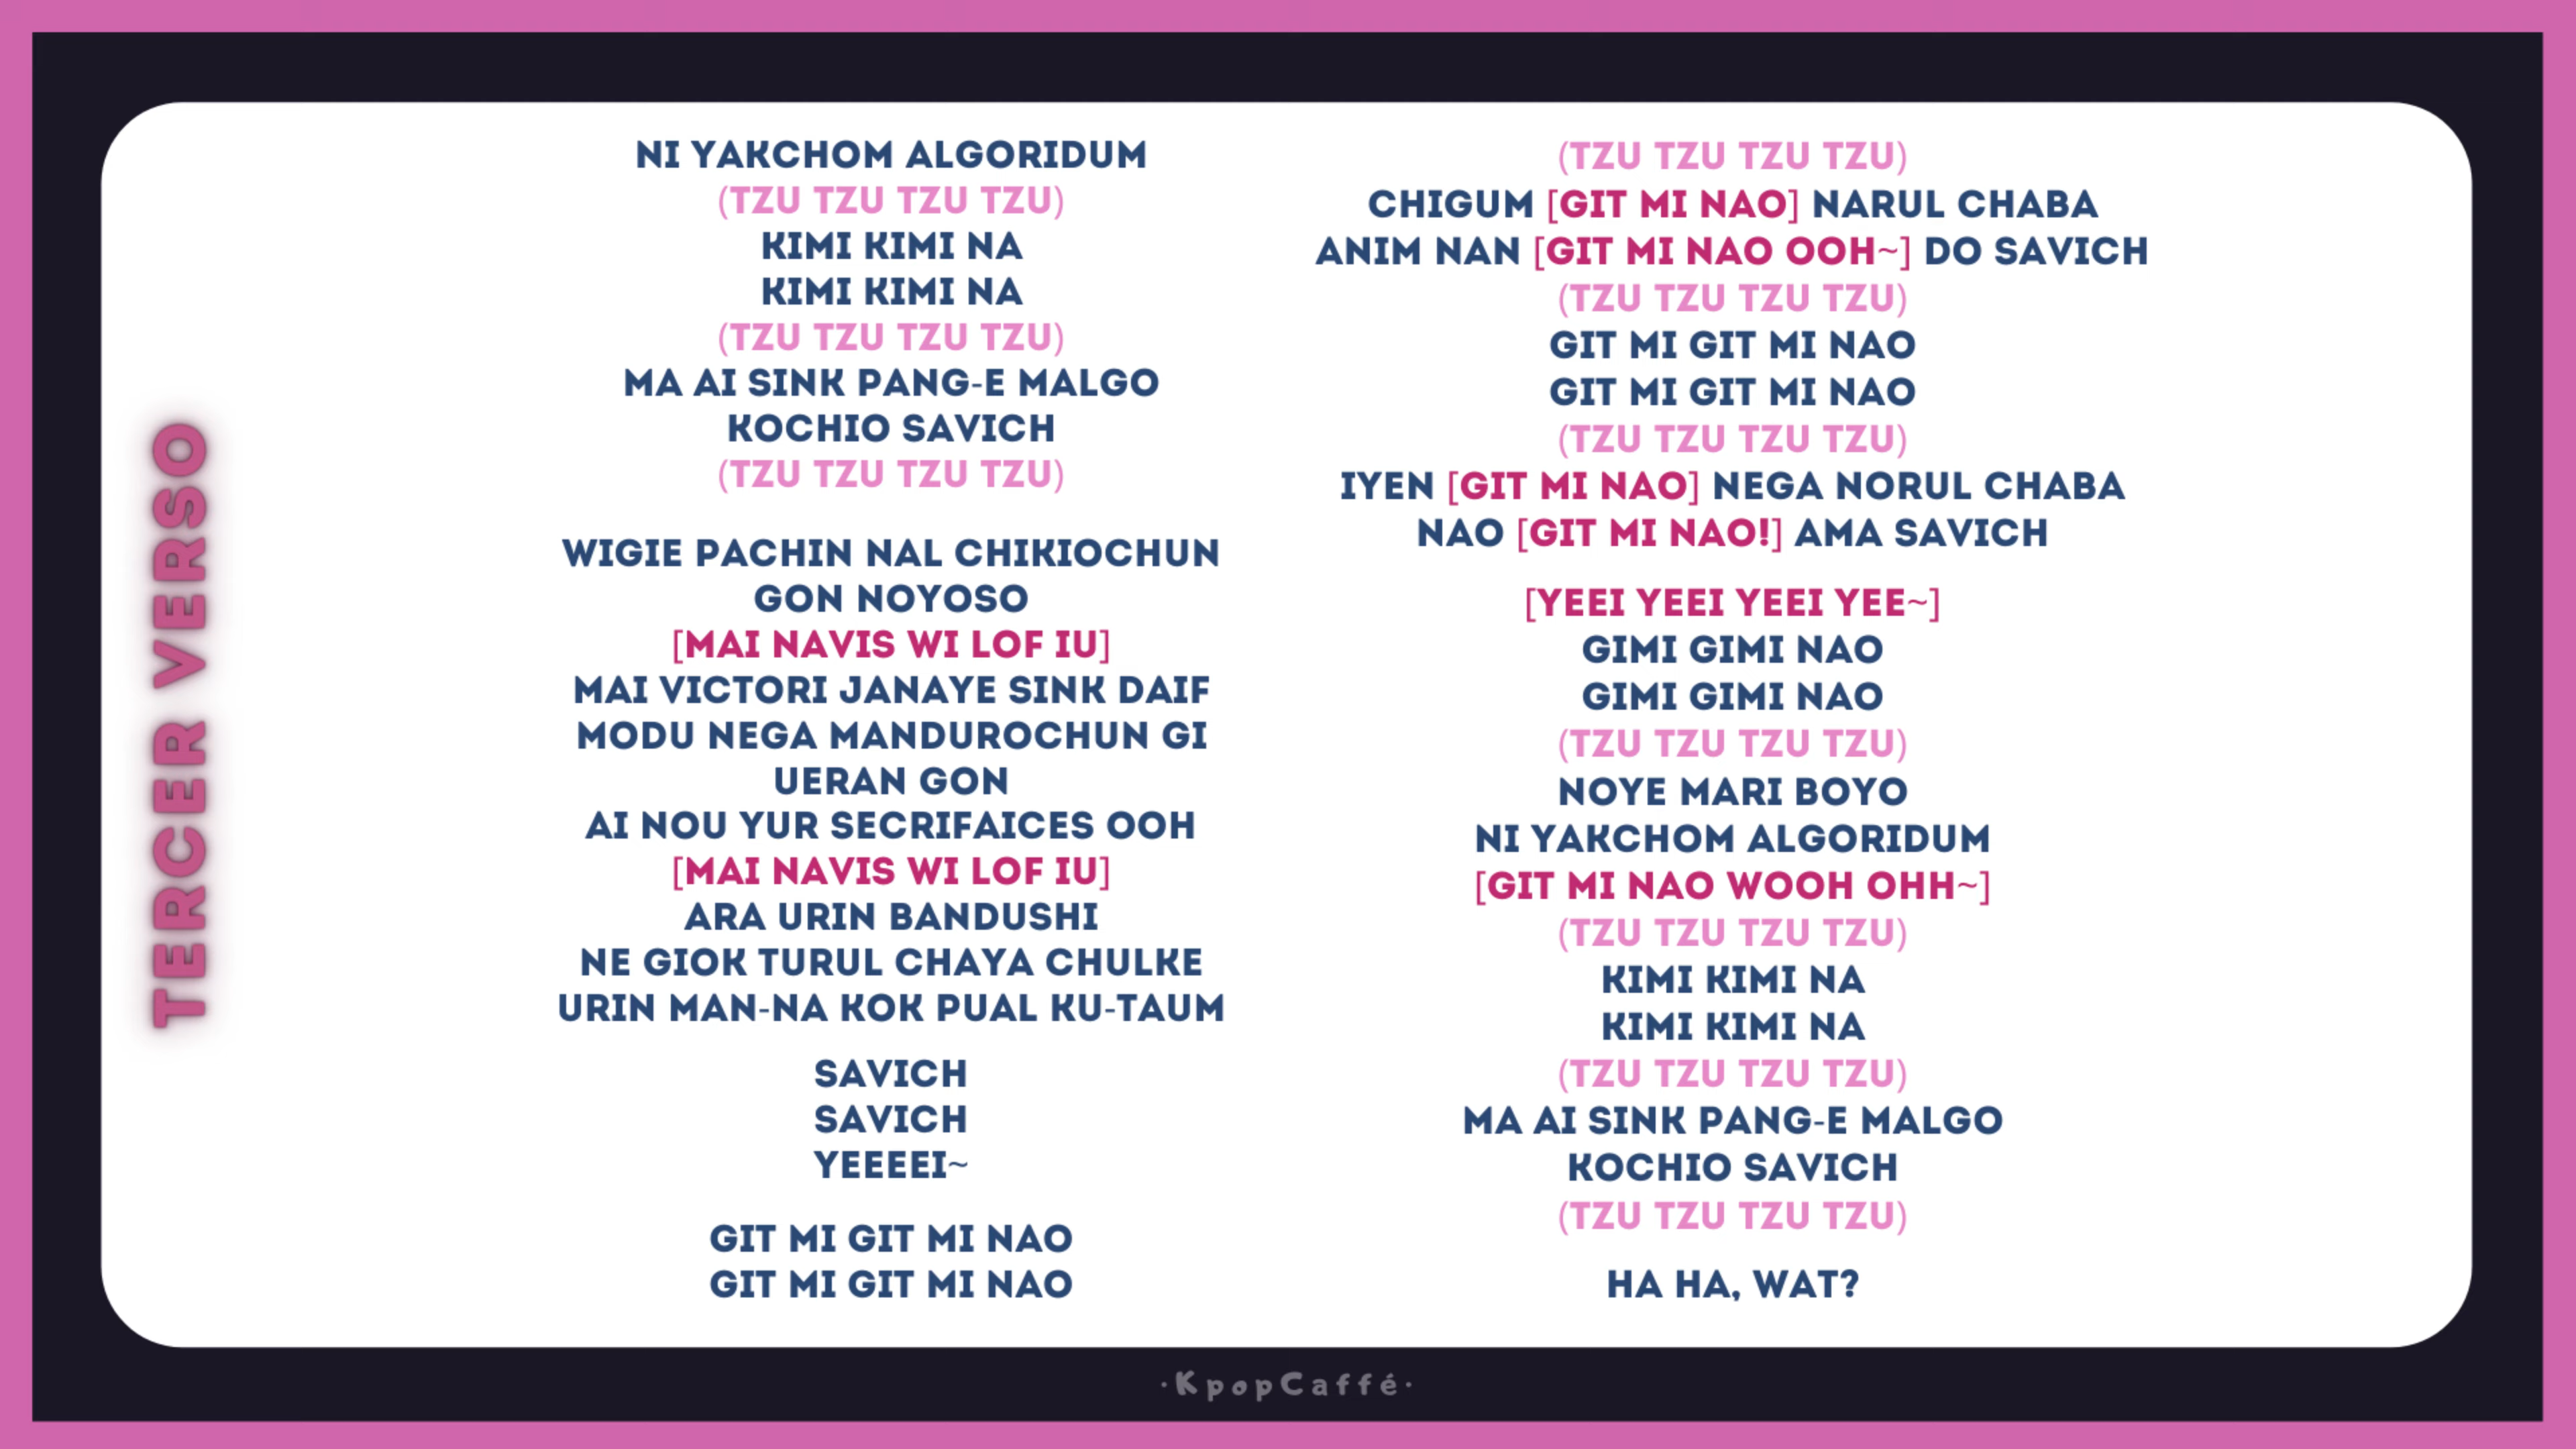 TERCER VERSO
NI YAKCHOM ALGORIDUM
(TZU TZU TZU TZU)
KIMI KIMI NA
KIMI KIMI NA
(TZU TZU TZU TZU)
MA AI SINK PANG-E MALGO
KOCHIO SAVICH
(TZU TZU TZU TZU)
WIGIE PACHIN NAL CHIKIOCHUN
GON NOYOSO
[MAI NAVIS WI LOF IU]
MAI VICTORI JANAYE SINK DAIF
MODU NEGA MANDUROCHUN GI
UERAN GON
AI NOU YUR SECRIFAICES OOH
[MAI NAVIS WI LOF IU]
ARA URIN BANDUSHI
NE GIOK TURUL CHAYA CHULKE
URIN MAN-NA KOK PUAL KU-TAUM
SAVICH
SAVICH
YEEEEI~
GIT MI GIT MI NAO
GIT MI GIT MI NAO
(TZU TZU TZU TZU)
CHIGUM [GIT MI NAO] NARUL CHABA
ANIM NAN [GIT MI NAO OOH~] DO SAVICH
(TZU TZU TZU TZU)
GIT MI GIT MI NAO
GIT MI GIT MI NAO
(TZU TZU TZU TZU)
IYEN [GIT MI NAO] NEGA NORUL CHABA
NAO [GIT MI NAO!] AMA SAVICH
[YEEI YEEI YEEI YEE~]
GIMI GIMI NAO
GIMI GIMI NAO
(TZU TZU TZU TZU)
NOYE MARI BOYO
NI YAKCHOM ALGORIDUM
[GIT MI NAO WOOH OHH~]
(TZU TZU TZU TZU)
KIMI KIMI NA
KIMI KIMI NA
(TZU TZU TZU TZU)
MA AI SINK PANG-E MALGO
KOCHIO SAVICH
(TZU TZU TZU TZU)
HA HA, WAT?
·KpopCaffé·